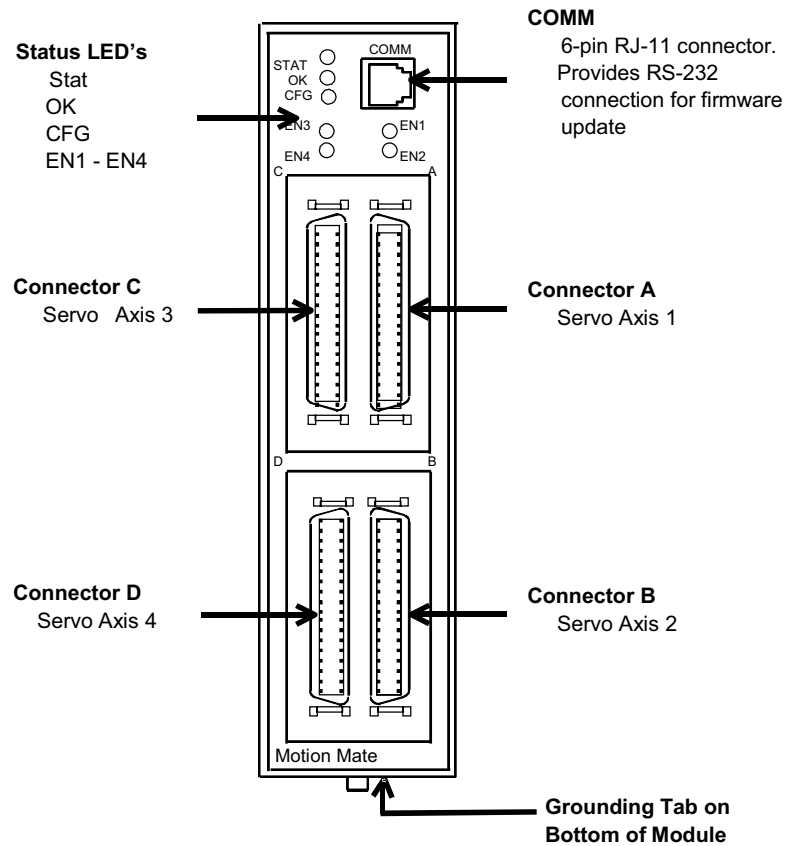 COMM
6-pin RJ-11 connector.
Provides RS-232
connection for firmware
update
Status LED's
Stat
OK
CFG
EN1 - EN4
COMM
STAT
OK
CFG
EN3
EN1
EN4
EN2
C
A
Connector C
Servo Axis 3
Connector A
Servo Axis 1
D
B
Connector D
Servo Axis 4
Connector B
Servo Axis 2
Motion Mate
Grounding Tab on
Bottom of Module